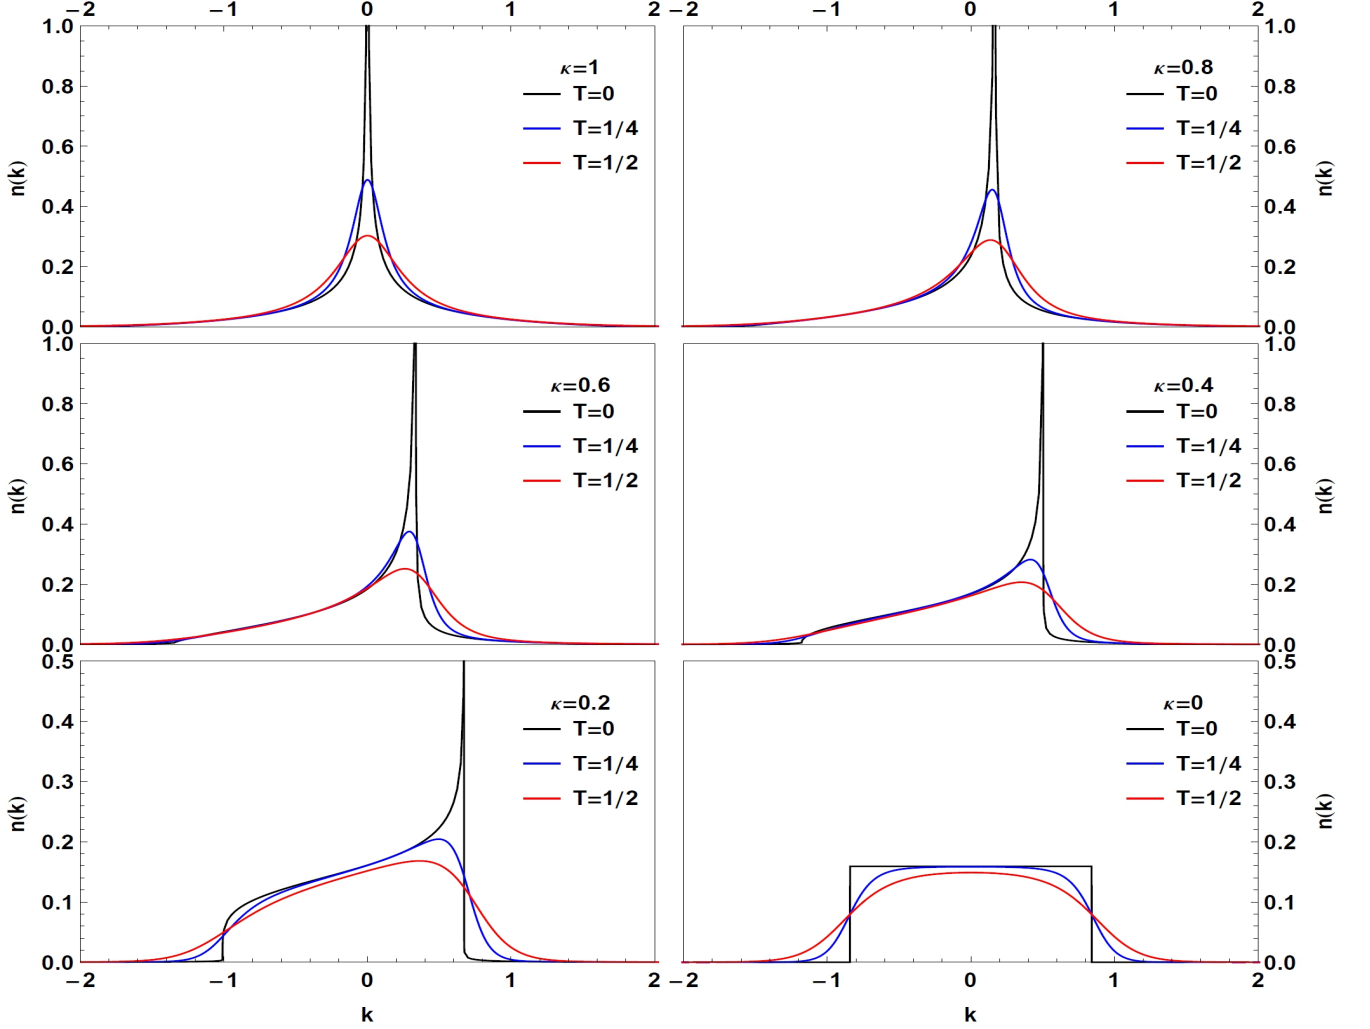 −2 −1 0 1 2 −2 −1 0 1 2
1.0 0.8 0.6 0.4 0.2 0.0
n(k)
κ=1
T=0
T=1/4
T=1/2
κ=0.8
T=0
T=1/4
T=1/2
1.0 0.8 0.6 0.4 0.2 0.0
n(k)
1.0 0.8 0.6 0.4 0.2 0.0
n(k)
κ=0.6
T=0
T=1/4
T=1/2
κ=0.4
T=0
T=1/4
T=1/2
1.0 0.8 0.6 0.4 0.2 0.0
n(k)
0.5 0.4 0.3 0.2 0.1 0.0
n(k)
κ=0.2
T=0
T=1/4
T=1/2
κ=0
T=0
T=1/4
T=1/2
0.5 0.4 0.3 0.2 0.1 0.0
n(k)
−2 −1 0 1 2 −2 −1 0 1 2
k k